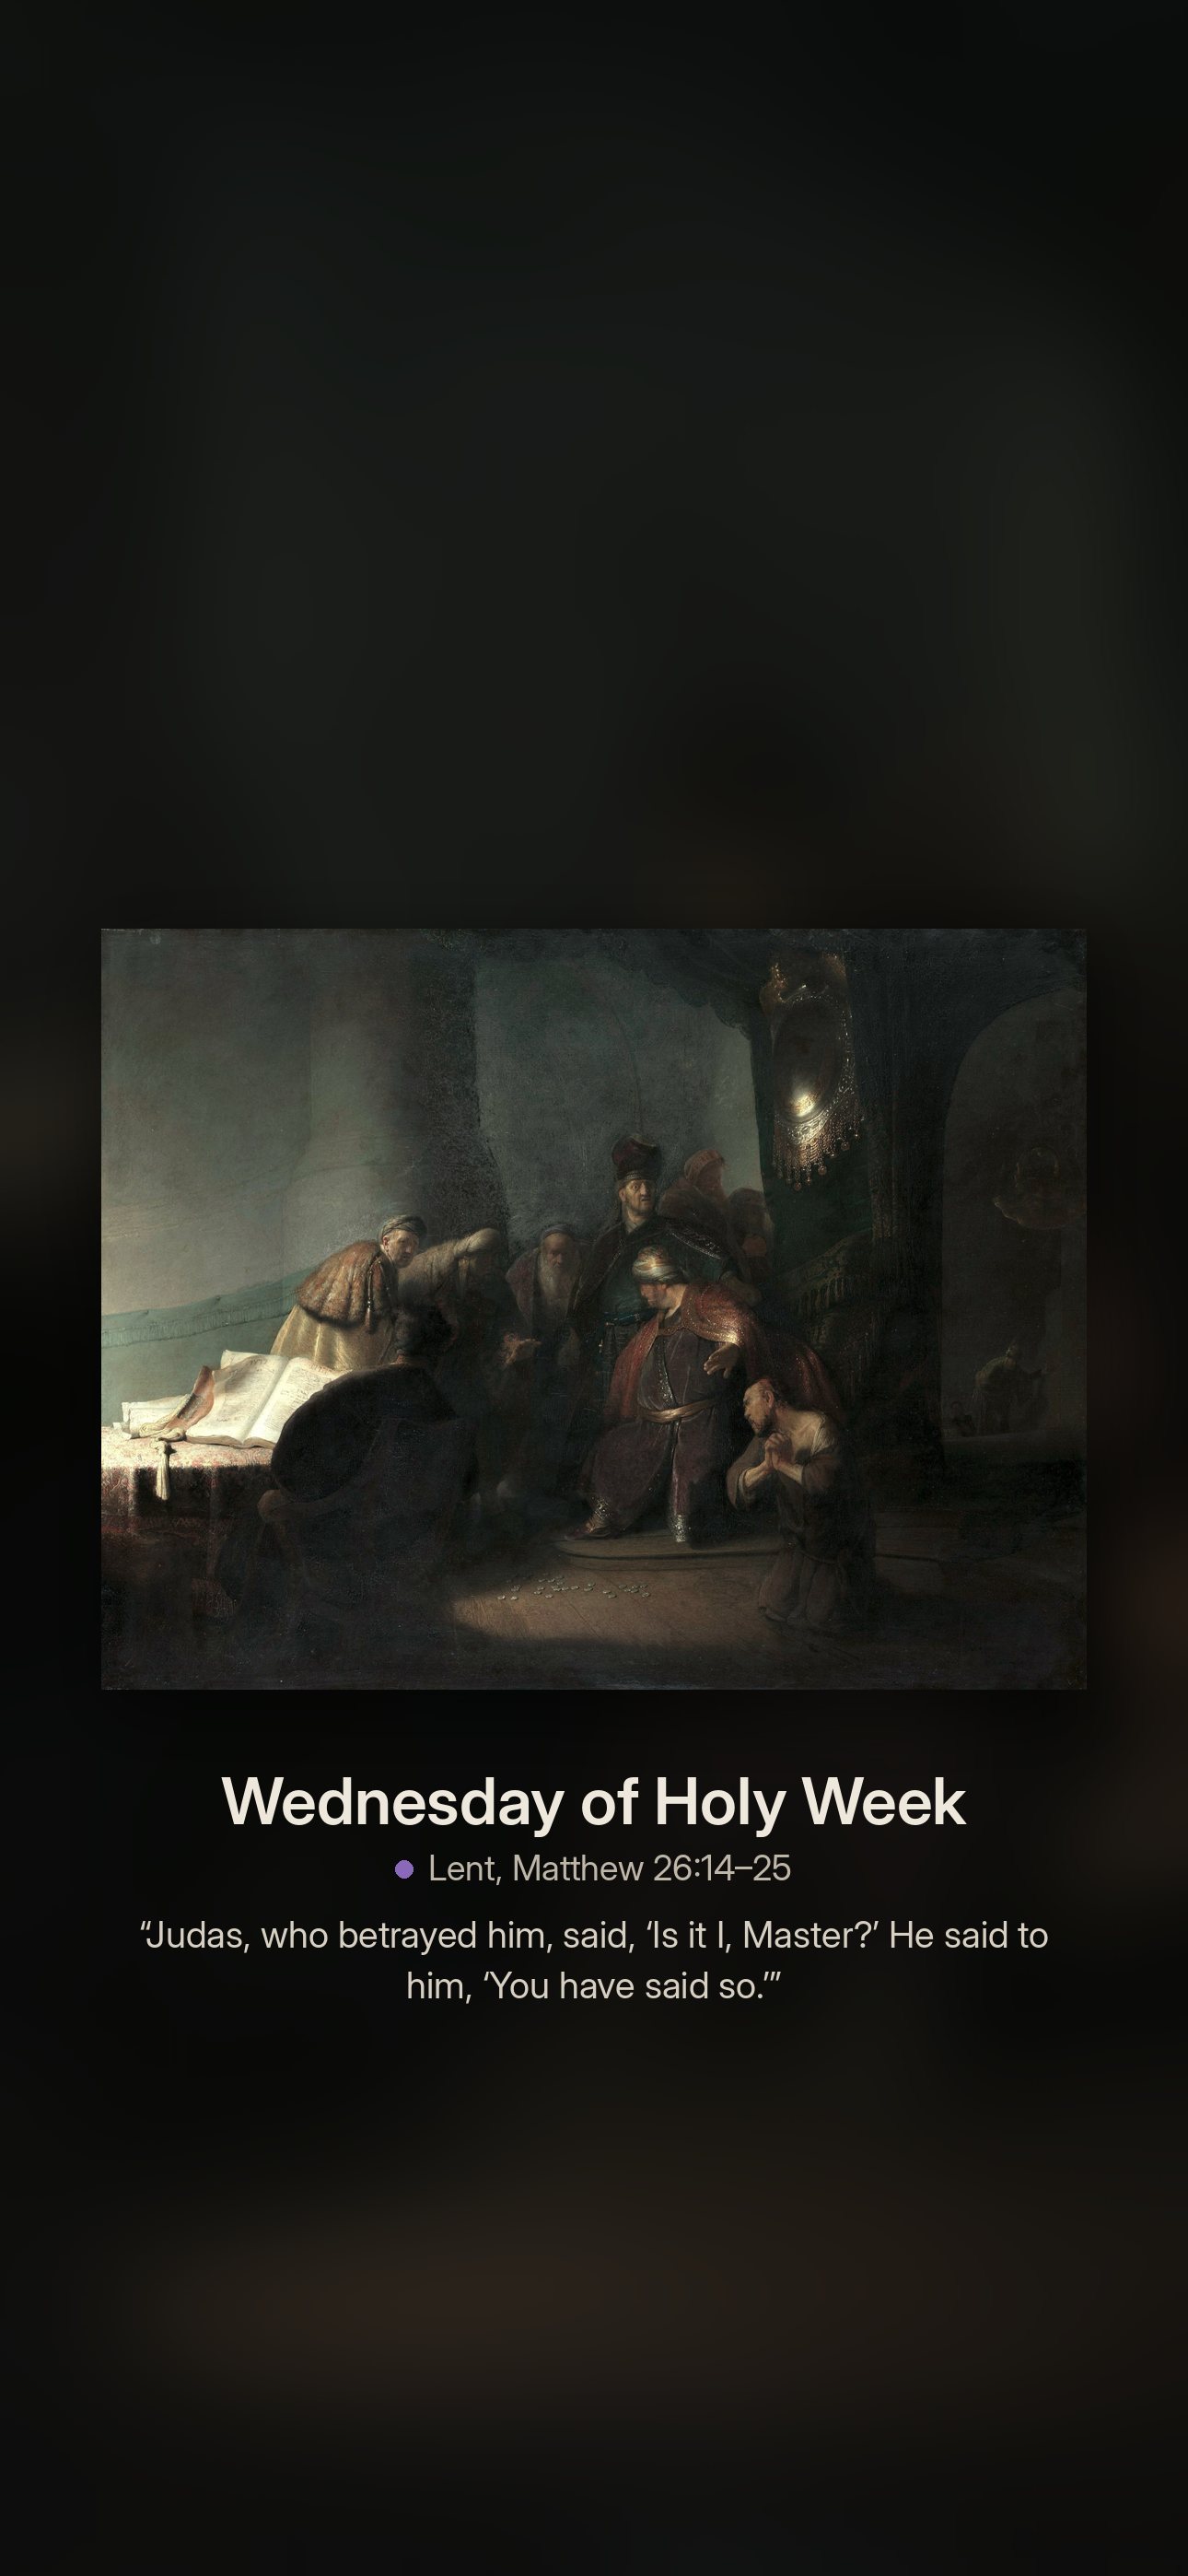 Wednesday of Holy Week
Lent, Matthew 26:14–25
“Judas, who betrayed him, said, ‘Is it I, Master?’ He said to
him, ‘You have said so.’”